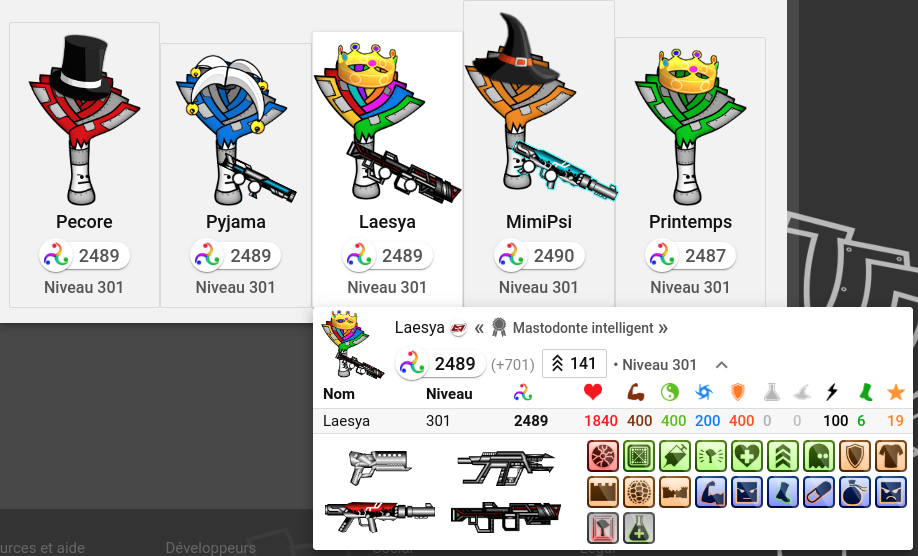 Pecore
Pyjama
Laesya
MimiPsi
Printemps
2489
2489
2489
2490
2487
Niveau 301
Niveau 301
Niveau 301
Niveau 301
Niveau 301
Laesya « Mastodonte intelligent »
2489 (+701) 141 • Niveau 301
Nom Niveau
Laesya 301 2489 1840 400 400 200 400 0 0 100 6 19
urces et aide Développeurs Social Légal